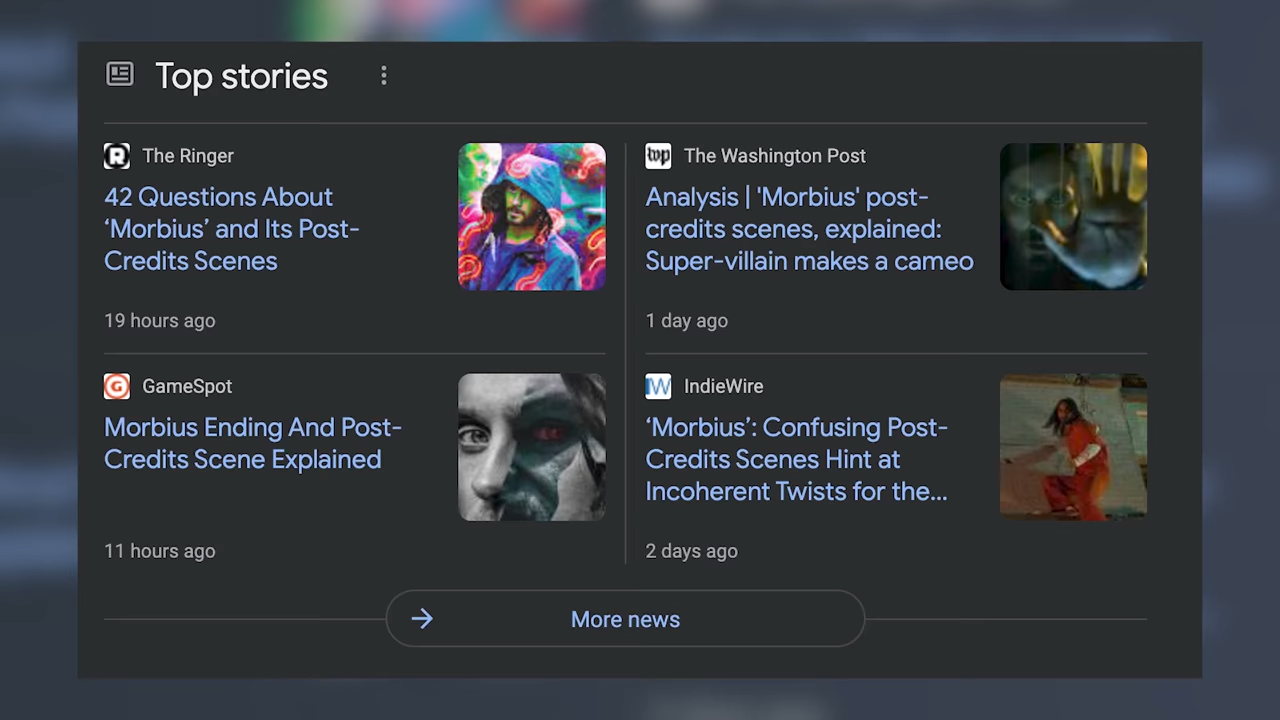 Top stories
The Ringer
42 Questions About
‘Morbius’ and Its Post-
Credits Scenes
19 hours ago
The Washington Post
Analysis | 'Morbius' post-
credits scenes, explained:
Super-villain makes a cameo
1 day ago
GameSpot
Morbius Ending And Post-
Credits Scene Explained
11 hours ago
IndieWire
‘Morbius’: Confusing Post-
Credits Scenes Hint at
Incoherent Twists for the...
2 days ago
More news